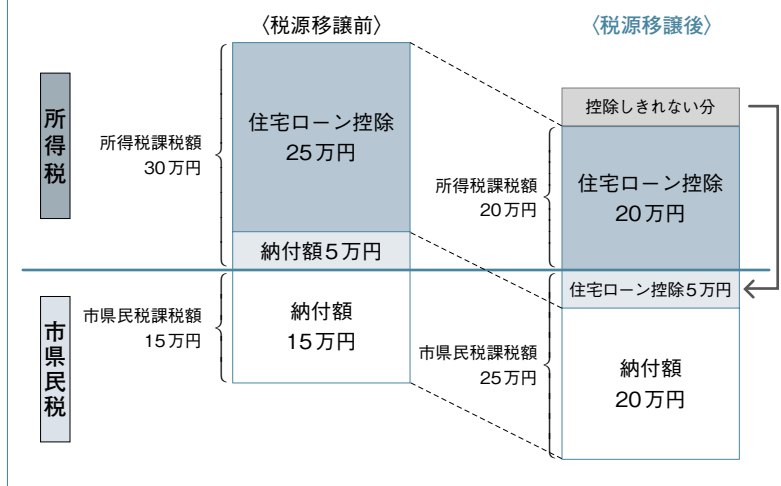 〈税源移譲前〉
〈税源移譲後〉
所得税
所得税課税額
30万円
住宅ローン控除
25万円
納付額5万円
控除しきれない分
所得税課税額
20万円
住宅ローン控除
20万円
市県民税
市県民税課税額
15万円
納付額
15万円
住宅ローン控除5万円
市県民税課税額
25万円
納付額
20万円